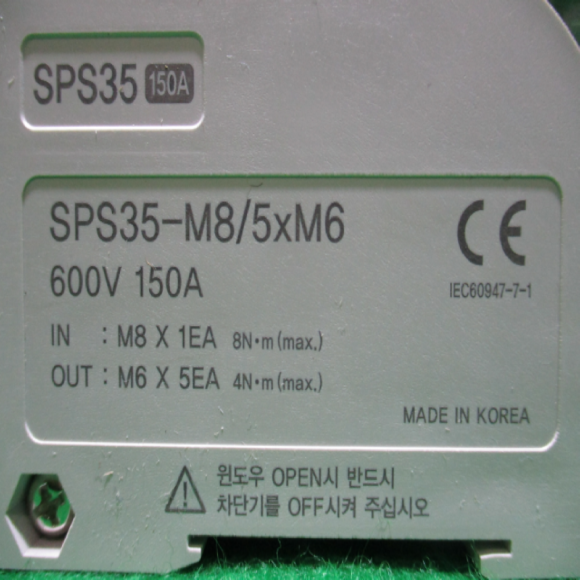 SPS35 150A
SPS35-M8/5xM6
600V 150A
CE
IEC60947-7-1
IN : M8 X 1EA 8N·m(max.)
OUT : M6 X 5EA 4N·m(max.)
MADE IN KOREA
윈도우 OPEN시 반드시
차단기를 OFF시켜 주십시오